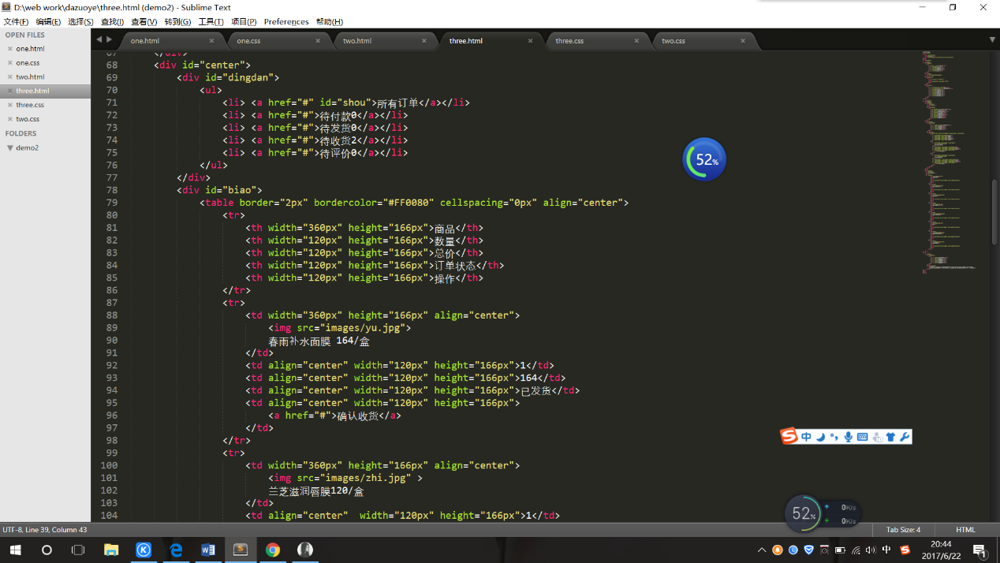 D:\web work\dazuoye\three.html (demo2) - Sublime Text
文件(F) 编辑(E) 选择(S) 查找(I) 查看(V) 转到(G) 工具(T) 项目(P) Preferences 帮助(H)
OPEN FILES
one.html
one.css
two.html
three.html
three.css
two.css
FOLDERS
demo2
one.html one.css two.html three.html three.css two.css
67 </div>
68 <div id="center">
69 <div id="dingdan">
70 <ul>
71 <li> <a href="#" id="shou">所有订单</a></li>
72 <li> <a href="#">待付款0</a></li>
73 <li> <a href="#">待发货0</a></li>
74 <li> <a href="#">待收货2</a></li>
75 <li> <a href="#">待评价0</a></li>
76 </ul>
77 </div>
78 <div id="biao">
79 <table border="2px" bordercolor="#FF0080" cellspacing="0px" align="center">
80 <tr>
81 <th width="360px" height="166px">商品</th>
82 <th width="120px" height="166px">数量</th>
83 <th width="120px" height="166px">总价</th>
84 <th width="120px" height="166px">订单状态</th>
85 <th width="120px" height="166px">操作</th>
86 </tr>
87 <tr>
88 <td width="360px" height="166px" align="center">
89 <img src="images/yu.jpg">
90 春雨补水面膜 164/盒
91 </td>
92 <td align="center" width="120px" height="166px">1</td>
93 <td align="center" width="120px" height="166px">164</td>
94 <td align="center" width="120px" height="166px">已发货</td>
95 <td align="center" width="120px" height="166px">
96 <a href="#">确认收货</a>
97 </td>
98 </tr>
99 <tr>
100 <td width="360px" height="166px" align="center">
101 <img src="images/zhi.jpg" >
102 兰芝滋润唇膜120/盒
103 </td>
104 <td align="center"  width="120px" height="166px">1</td>
52%
中
52%
0K/s
0K/s
UTF-8, Line 39, Column 43
Tab Size: 4
HTML
中
20:44
2017/6/22
1